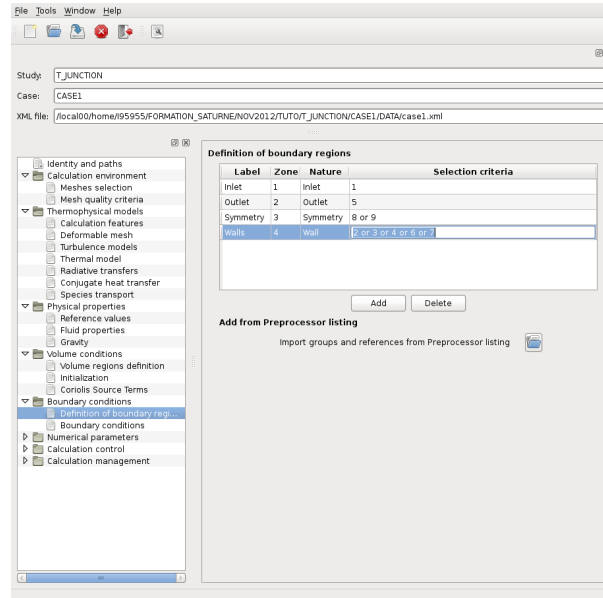 File Tools Window Help
Study: T_JUNCTION
Case: CASE1
XML file: /local00/home/I95955/FORMATION_SATURNE/NOV2012/TUTO/T_JUNCTION/CASE1/DATA/case1.xml
Identity and paths
Calculation environment
Meshes selection
Mesh quality criteria
Thermophysical models
Calculation features
Deformable mesh
Turbulence models
Thermal model
Radiative transfers
Conjugate heat transfer
Species transport
Physical properties
Reference values
Fluid properties
Gravity
Volume conditions
Volume regions definition
Initialization
Coriolis Source Terms
Boundary conditions
Definition of boundary regi...
Boundary conditions
Numerical parameters
Calculation control
Calculation management
Definition of boundary regions
Label Zone Nature Selection criteria
Inlet 1 Inlet 1
Outlet 2 Outlet 5
Symmetry 3 Symmetry 8 or 9
Walls 4 Wall 2 or 3 or 4 or 6 or 7
Add Delete
Add from Preprocessor listing
Import groups and references from Preprocessor listing